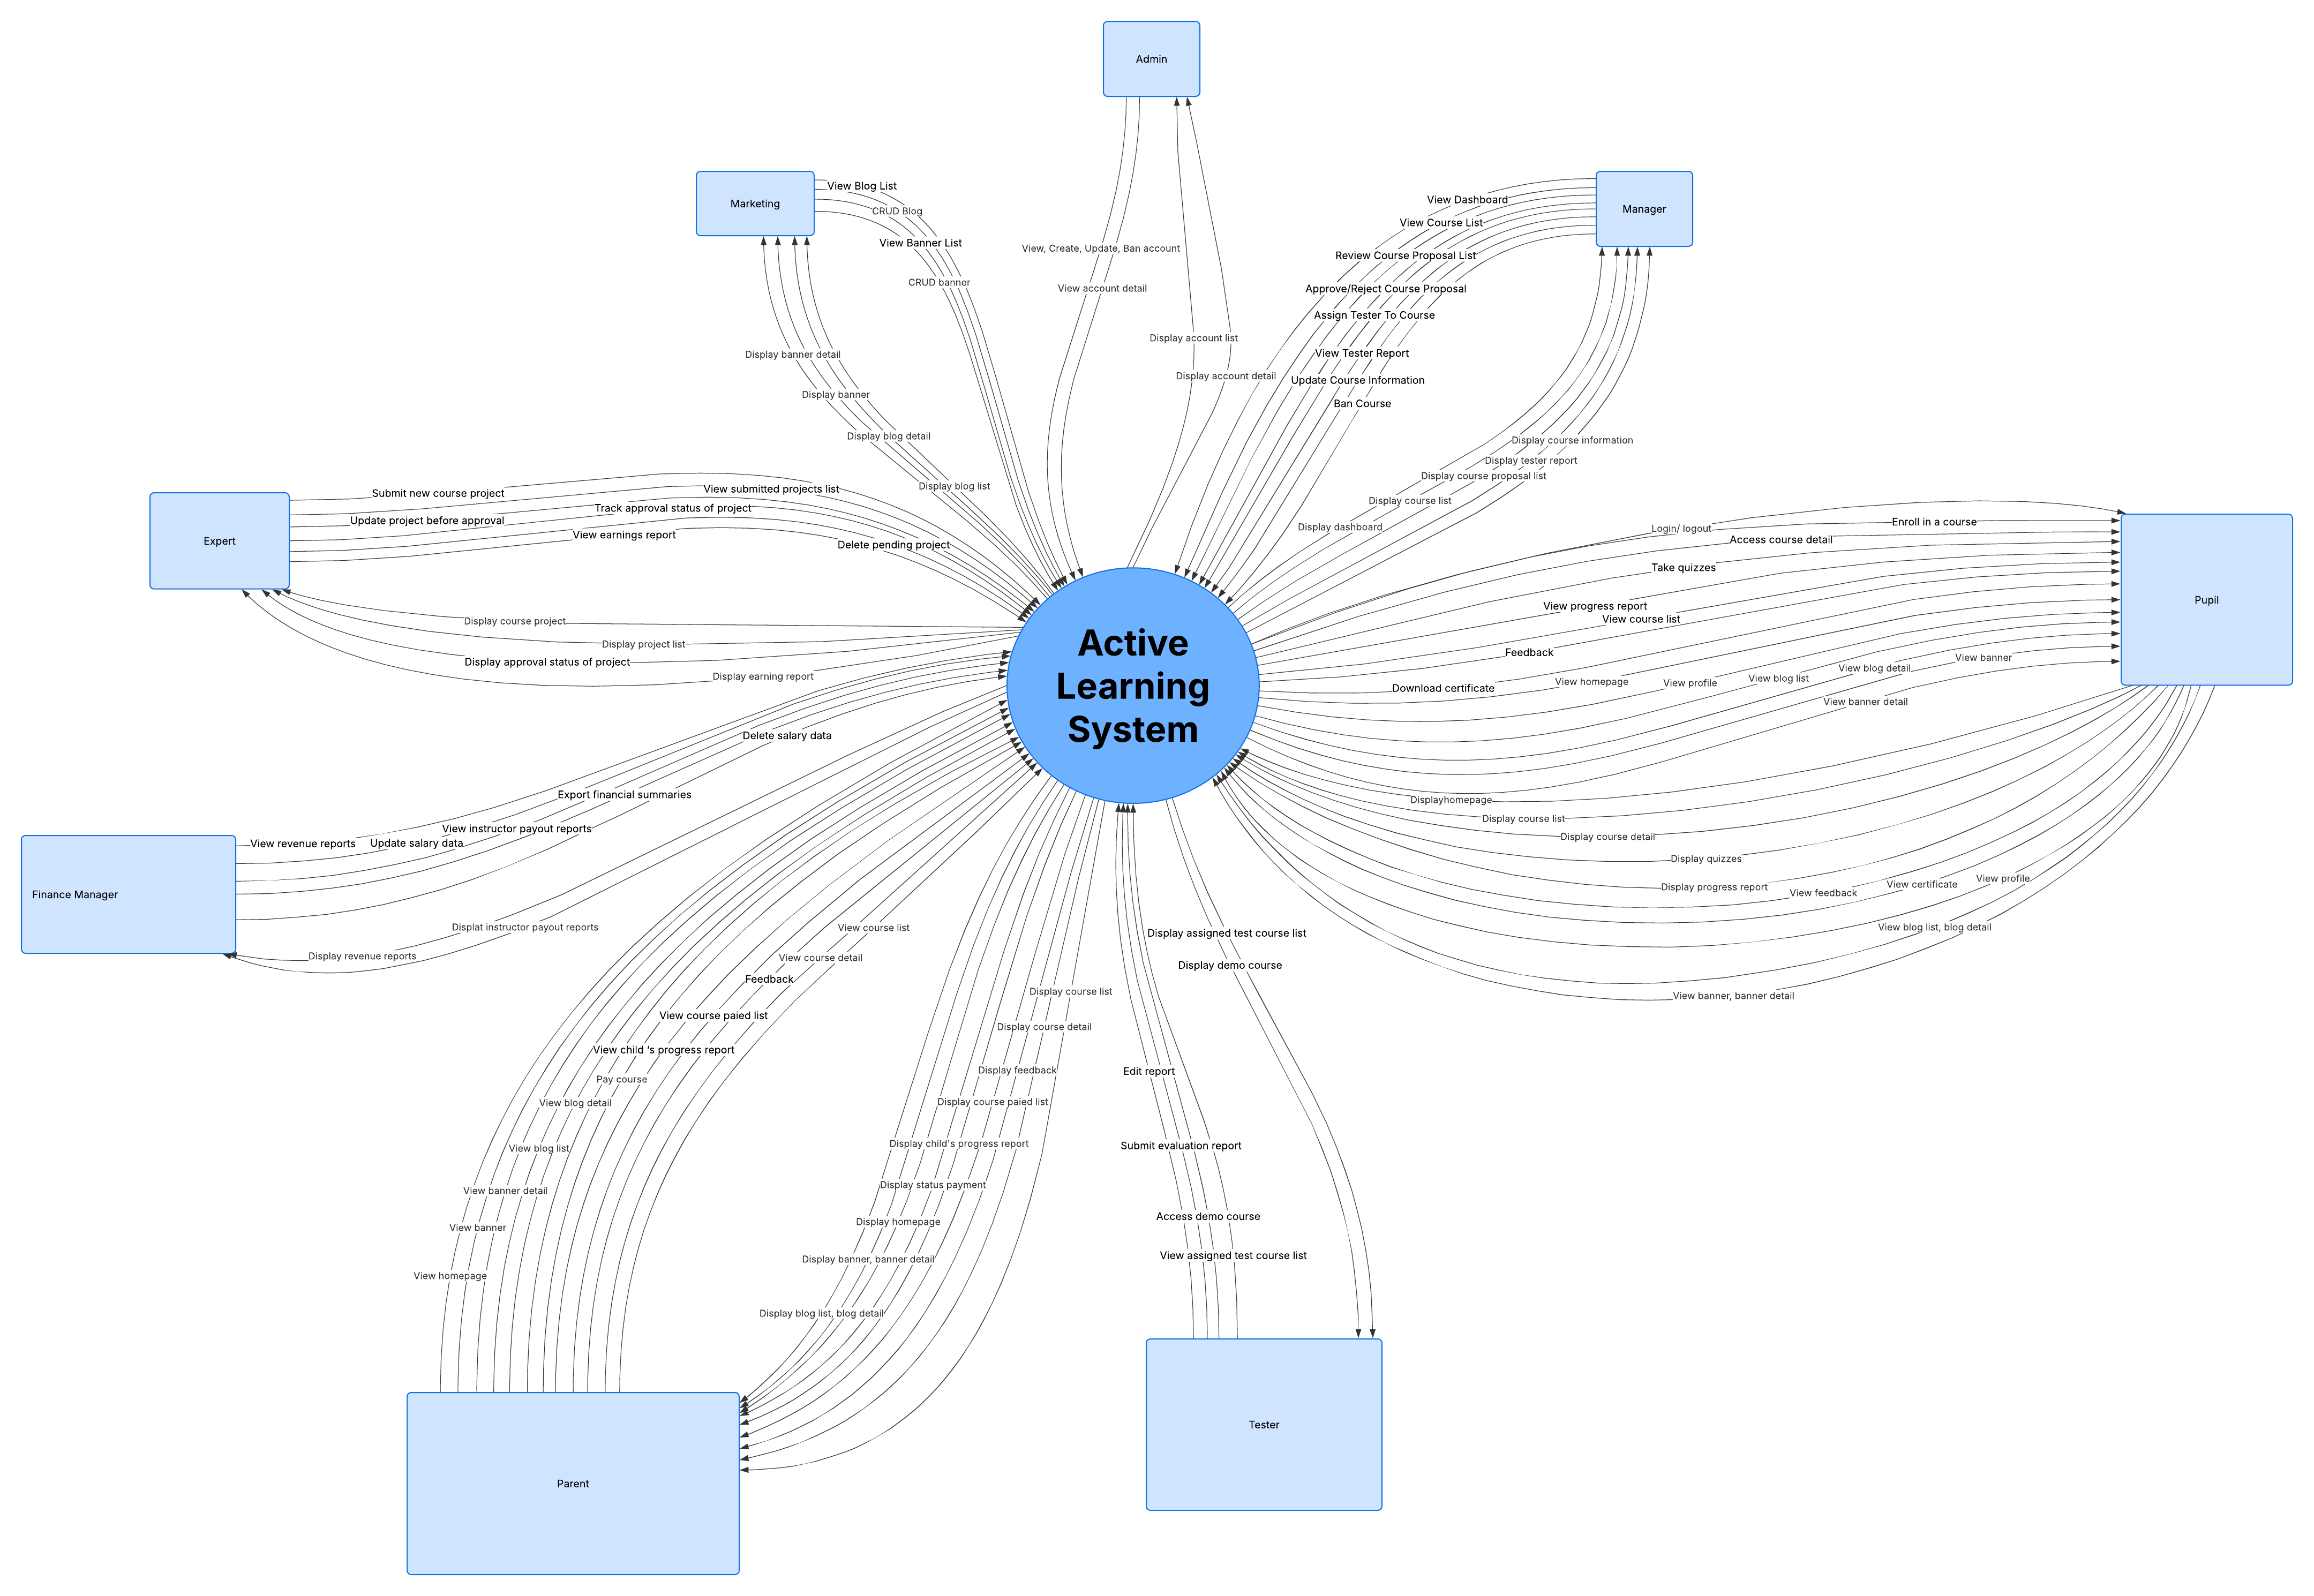 Admin
Marketing
Manager
View Blog List
CRUD Blog
View Banner List
CRUD banner
View, Create, Update, Ban account
View account detail
Display account list
Display account detail
View Dashboard
View Course List
Review Course Proposal List
Approve/Reject Course Proposal
Assign Tester To Course
View Tester Report
Update Course Information
Ban Course
Display banner detail
Display banner
Display blog detail
Display blog list
Display course information
Display tester report
Display course proposal list
Display course list
Display dashboard
Expert
Submit new course project
View submitted projects list
Track approval status of project
Update project before approval
View earnings report
Delete pending project
Display course project
Display project list
Display approval status of project
Display earning report
Active
Learning
System
Pupil
Login/ logout
Enroll in a course
Access course detail
Take quizzes
View progress report
View course list
Feedback
Download certificate
View homepage
View profile
View blog list
View blog detail
View banner
View banner detail
Displayhomepage
Display course list
Display course detail
Display quizzes
Display progress report
View feedback
View certificate
View profile
View blog list, blog detail
View banner, banner detail
Finance Manager
Delete salary data
Export financial summaries
View instructor payout reports
View revenue reports
Update salary data
Displat instructor payout reports
Display revenue reports
View course list
View course detail
Feedback
View course paied list
View child ‘s progress report
Pay course
View blog detail
View blog list
View banner detail
View banner
View homepage
Display course list
Display course detail
Display feedback
Display course paied list
Display child's progress report
Display status payment
Display homepage
Display banner, banner detail
Display blog list, blog detail
Parent
Display assigned test course list
Display demo course
Edit report
Submit evaluation report
Access demo course
View assigned test course list
Tester